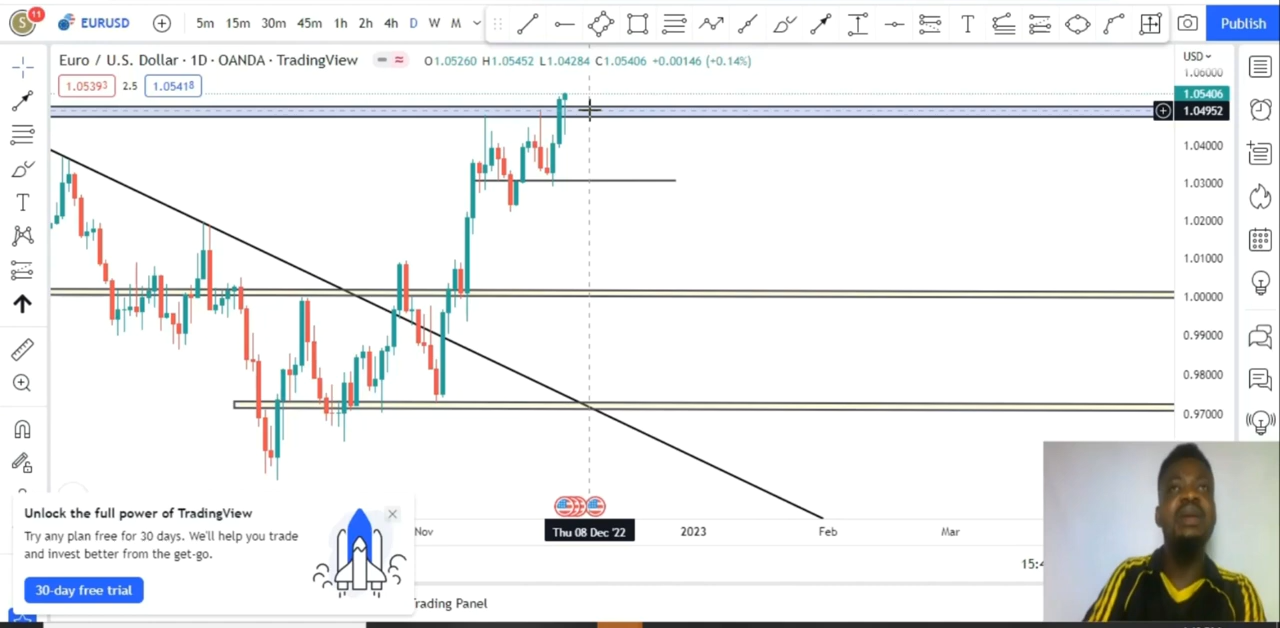 S 11 EURUSD 5m 15m 30m 45m 1h 2h 4h D W M T Publish
Euro / U.S. Dollar · 1D · OANDA · TradingView O1.05260 H1.05452 L1.04284 C1.05406 +0.00146 (+0.14%) USD
1.06000
1.05393 2.5 1.05418
1.05406
1.04952
1.04000
1.03000
T
1.02000
1.01000
1.00000
0.99000
0.98000
0.97000
Unlock the full power of TradingView
Try any plan free for 30 days. We'll help you trade
and invest better from the get-go.
30-day free trial
Nov Thu 08 Dec '22 2023 Feb Mar
15:4
rading Panel